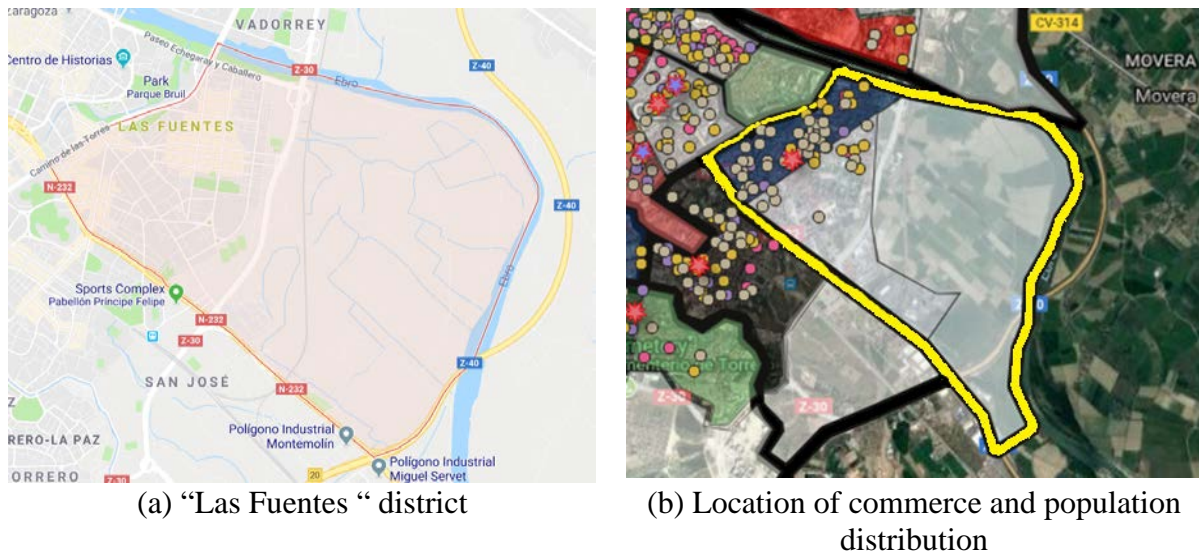 Zaragoza
VADORREY
Centro de Historias
Paseo Echegaray y Caballero
Z-30
Ebro
Z-40
Park
Parque Bruil
LAS FUENTES
Camino de las Torres
N-232
Z-40
Ebro
Sports Complex
Pabellón Príncipe Felipe
N-232
Z-30
Z-40
SAN JOSÉ
N-232
Polígono Industrial
Montemolín
RRERO-LA PAZ
Z-30
ORRERO
20
Polígono Industrial
Miguel Servet
CV-314
MOVERA
Movera
Z-30
Z-30
(a) “Las Fuentes “ district
(b) Location of commerce and population
distribution